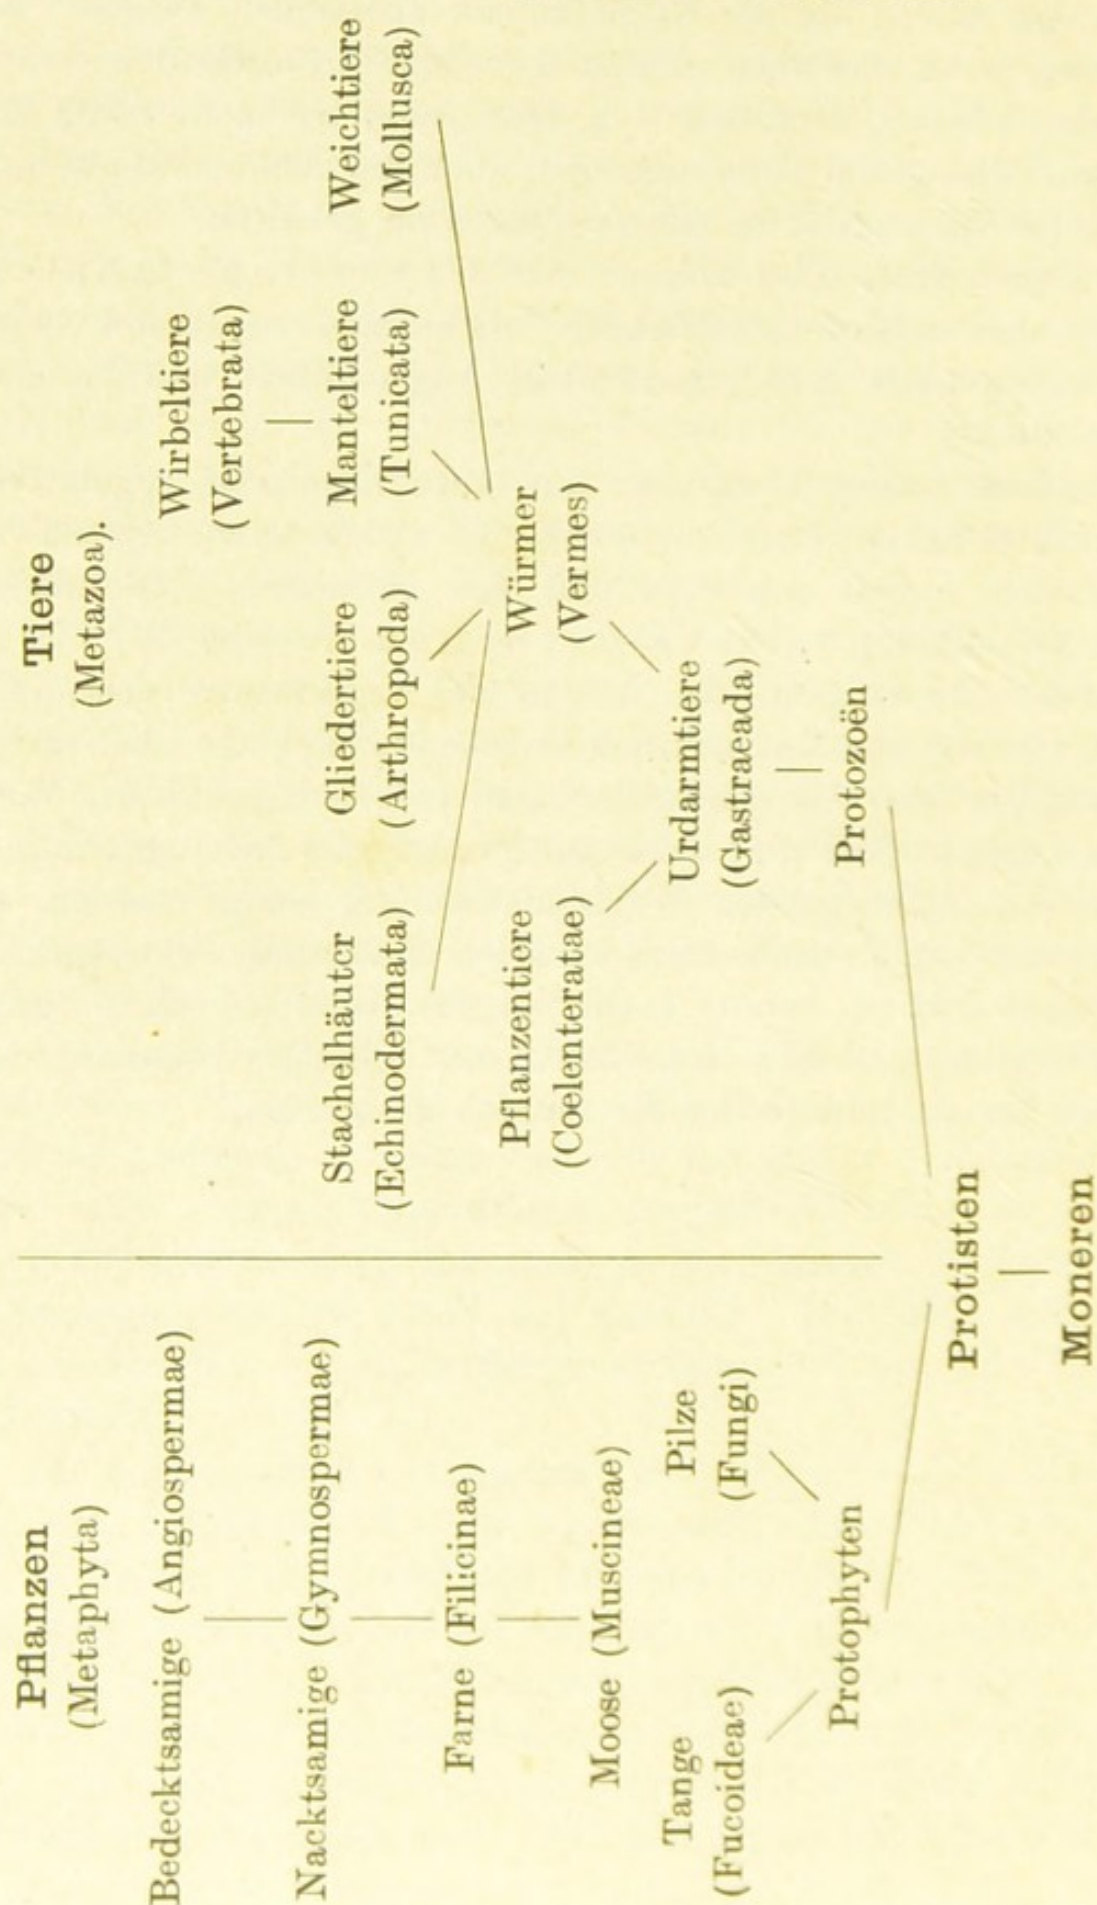 Pflanzen
(Metaphyta)
Tiere
(Metazoa).
Bedecktsamige (Angiospermae)
Wirbeltiere
(Vertebrata)
Nacktsamige (Gymnospermae)
Stachelhäuter
(Echinodermata)
Gliedertiere
(Arthropoda)
Manteltiere
(Tunicata)
Weichtiere
(Mollusca)
Farne (Filicinae)
Pflanzentiere
(Coelenteratae)
Würmer
(Vermes)
Moose (Muscineae)
Tange
(Fucoideae)
Pilze
(Fungi)
Urdarmtiere
(Gastraeada)
Protophyten
Protozoën
Protisten
Moneren